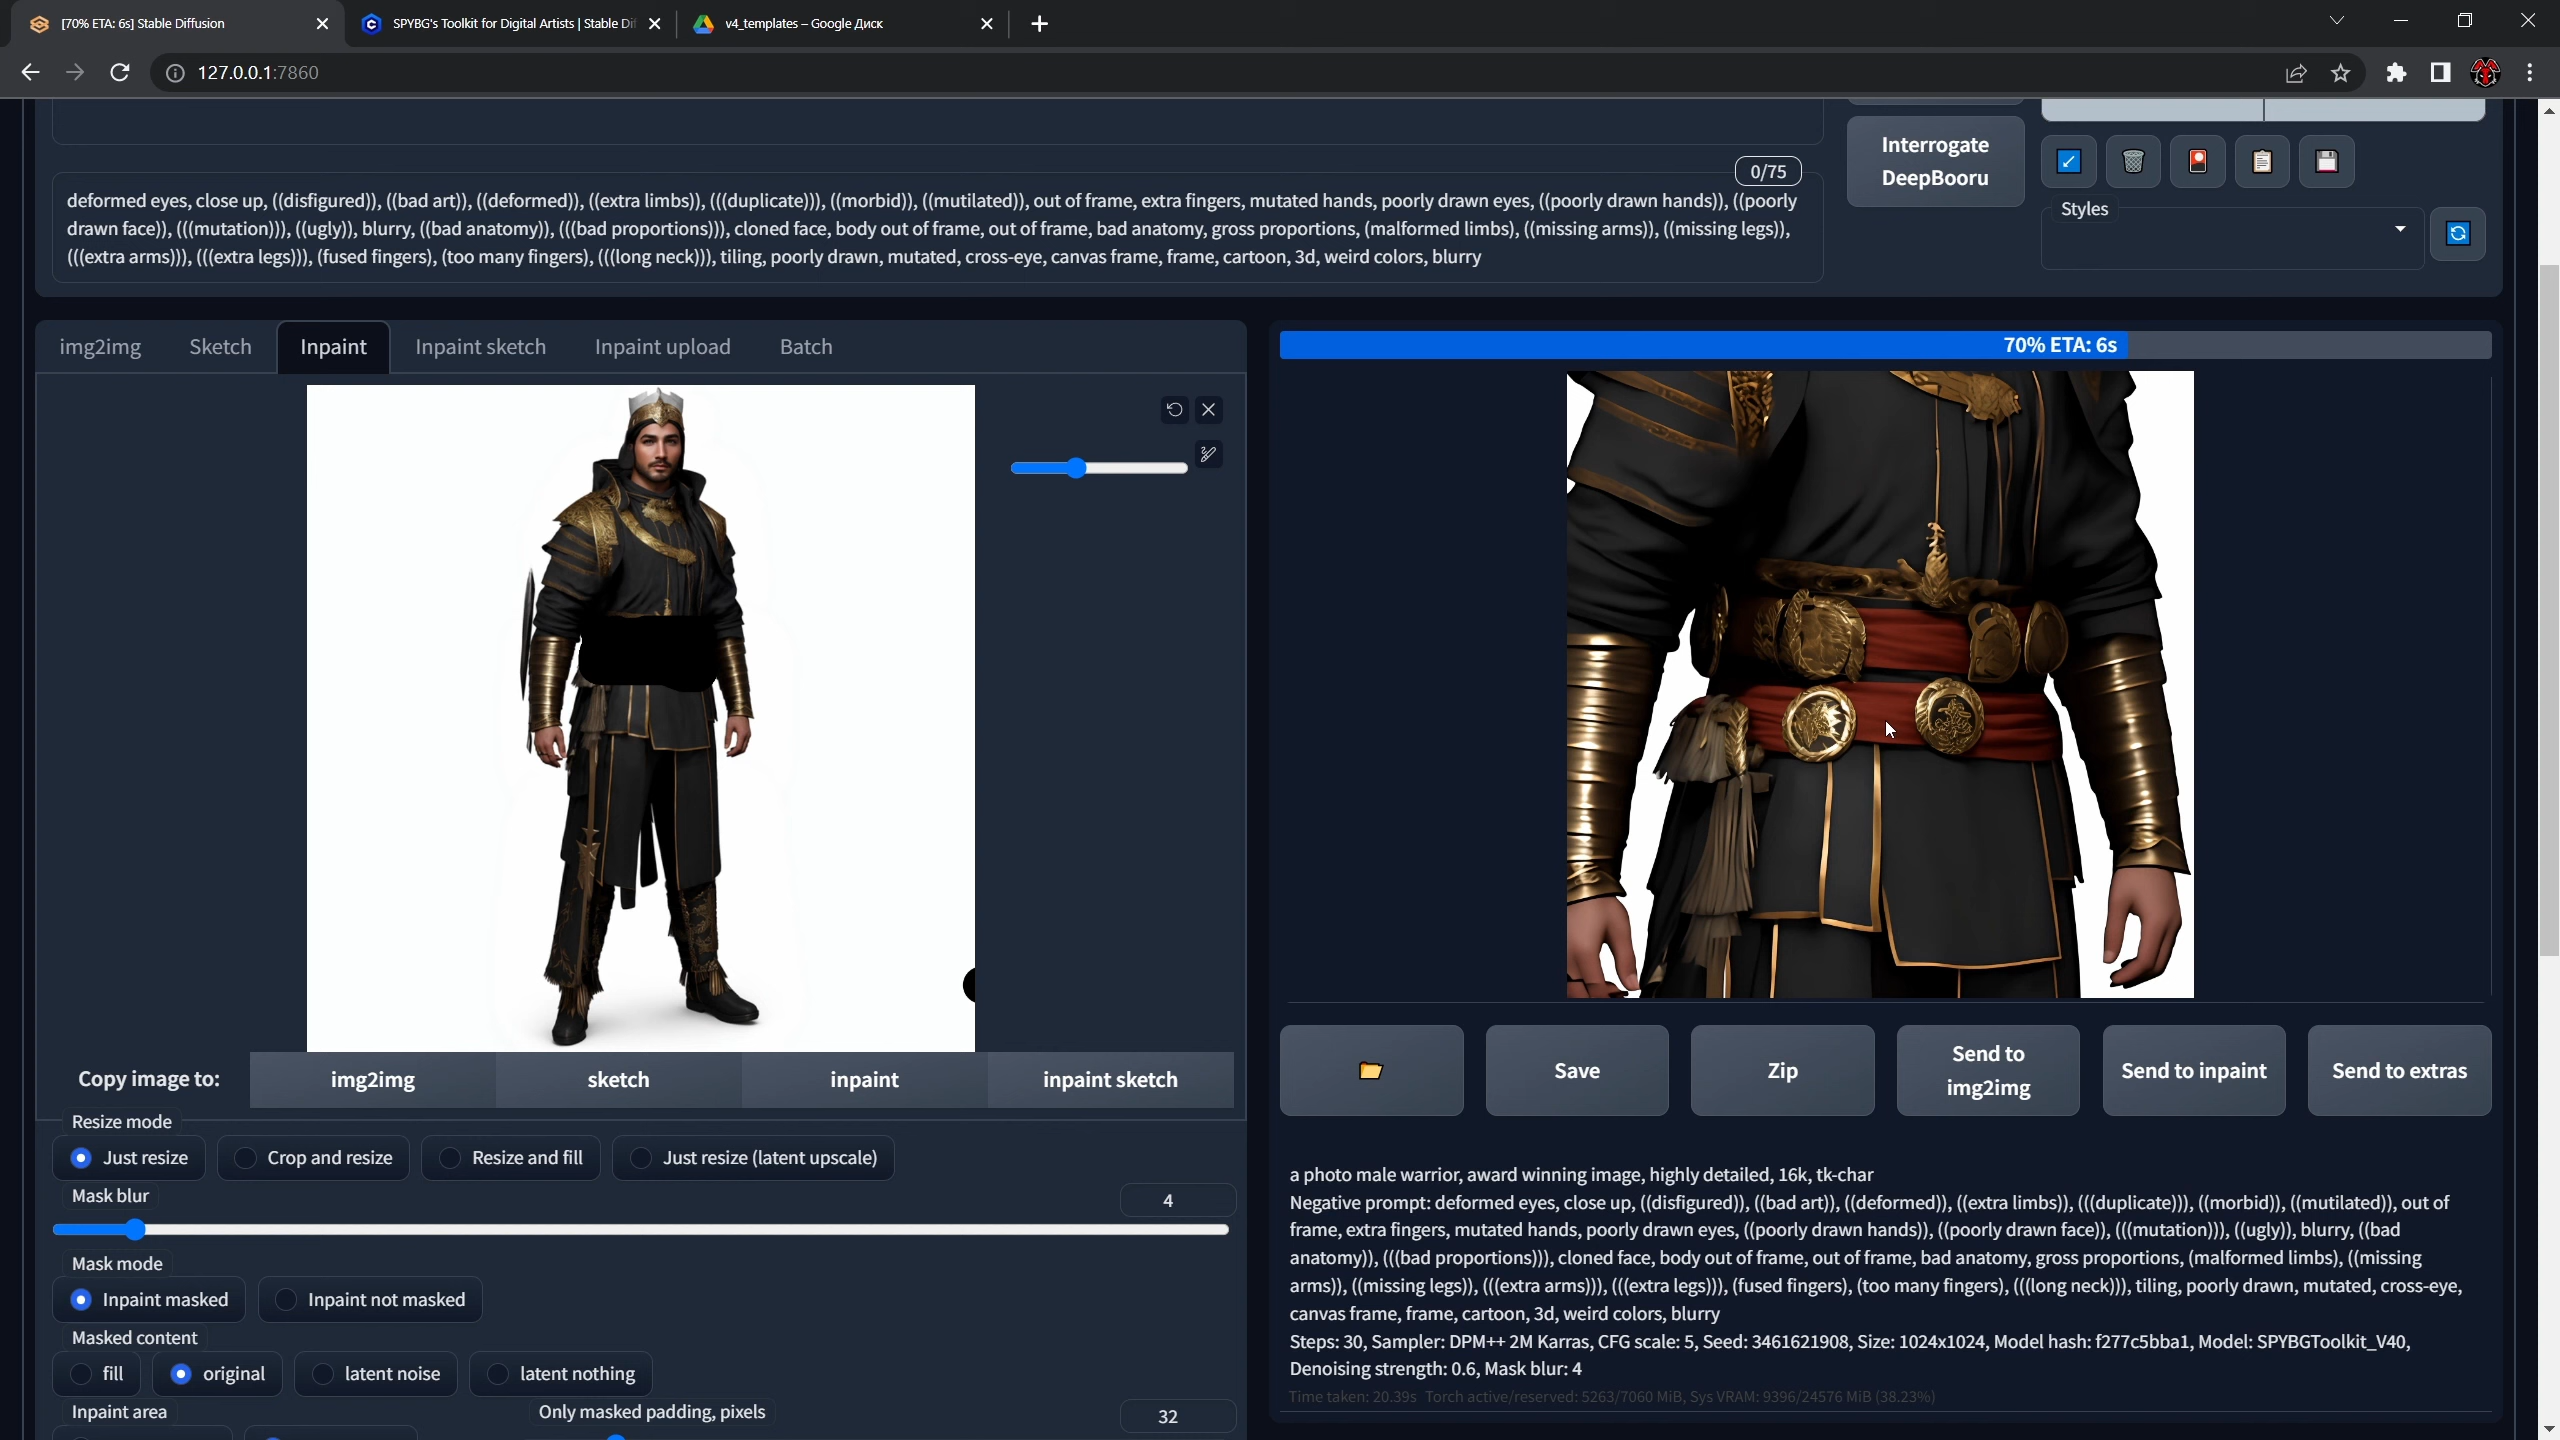 [70% ETA: 6s] Stable Diffusion
SPYBG's Toolkit for Digital Artists | Stable Dif
v4_templates – Google Диск
127.0.0.1:7860
Interrogate
DeepBooru
0/75
deformed eyes, close up, ((disfigured)), ((bad art)), ((deformed)), ((extra limbs)), (((duplicate))), ((morbid)), ((mutilated)), out of frame, extra fingers, mutated hands, poorly drawn eyes, ((poorly drawn hands)), ((poorly
drawn face)), (((mutation))), ((ugly)), blurry, ((bad anatomy)), (((bad proportions))), cloned face, body out of frame, out of frame, bad anatomy, gross proportions, (malformed limbs), ((missing arms)), ((missing legs)),
(((extra arms))), (((extra legs))), (fused fingers), (too many fingers), (((long neck))), tiling, poorly drawn, mutated, cross-eye, canvas frame, frame, cartoon, 3d, weird colors, blurry
Styles
img2img Sketch Inpaint Inpaint sketch Inpaint upload Batch
70% ETA: 6s
Copy image to: img2img sketch inpaint inpaint sketch
Save
Zip
Send to
img2img
Send to inpaint
Send to extras
Resize mode
Just resize Crop and resize Resize and fill Just resize (latent upscale)
Mask blur 4
Mask mode
Inpaint masked Inpaint not masked
Masked content
fill original latent noise latent nothing
Inpaint area
Only masked padding, pixels 32
a photo male warrior, award winning image, highly detailed, 16k, tk-char
Negative prompt: deformed eyes, close up, ((disfigured)), ((bad art)), ((deformed)), ((extra limbs)), (((duplicate))), ((morbid)), ((mutilated)), out of
frame, extra fingers, mutated hands, poorly drawn eyes, ((poorly drawn hands)), ((poorly drawn face)), (((mutation))), ((ugly)), blurry, ((bad
anatomy)), (((bad proportions))), cloned face, body out of frame, out of frame, bad anatomy, gross proportions, (malformed limbs), ((missing
arms)), ((missing legs)), (((extra arms))), (((extra legs))), (fused fingers), (too many fingers), (((long neck))), tiling, poorly drawn, mutated, cross-eye,
canvas frame, frame, cartoon, 3d, weird colors, blurry
Steps: 30, Sampler: DPM++ 2M Karras, CFG scale: 5, Seed: 3461621908, Size: 1024x1024, Model hash: f277c5bba1, Model: SPYBGToolkit_V40,
Denoising strength: 0.6, Mask blur: 4
Time taken: 20.39s Torch active/reserved: 5263/7060 MiB, Sys VRAM: 9396/24576 MiB (38.23%)